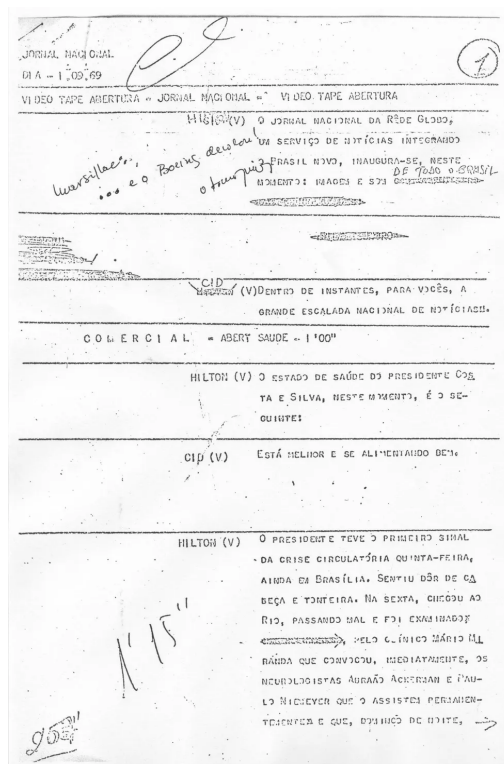 JORNAL NACIONAL
1
DIA - 1.09.69
VIDEO TAPE ABERTURA = JORNAL NACIONAL = VIDEO TAPE ABERTURA
HILTON (V) O JORNAL NACIONAL DA RÊDE GLOBO,
UM SERVIÇO DE NOTÍCIAS INTEGRANDO
O BRASIL NOVO, INAUGURA-SE, NESTE
MOMENTO: IMAGEM E SOM DE TODO O BRASIL
... e o Boeing
CID (V) DENTRO DE INSTANTES, PARA VOCÊS, A
GRANDE ESCALADA NACIONAL DE NOTÍCIAS!!.
COMERCIAL = ABERT SAUDE - 1'00"
HILTON (V) O ESTADO DE SAÚDE DO PRESIDENTE COS
TA E SILVA, NESTE MOMENTO, É O SE-
GUINTE:
CID (V) ESTÁ MELHOR E SE ALIMENTANDO BEM.
HILTON (V) O PRESIDENTE TEVE O PRIMEIRO SINAL
DA CRISE CIRCULATÓRIA QUINTA-FEIRA,
AINDA EM BRASÍLIA. SENTIU DÔR DE CA
BEÇA E TONTEIRA. NA SEXTA, CHEGOU AO
RIO, PASSANDO MAL E FOI EXAMINADO
, PELO CLÍNICO MÁRIO MI
RANDA QUE CONVOCOU, IMEDIATAMENTE, OS
NEUROLOGISTAS ABRAÃO ACKERMAN E PAU-
LO NIEMEYER QUE O ASSISTEM PERMANEN-
TEMENTE E QUE, DOMINGO DE NOITE,
1'15"